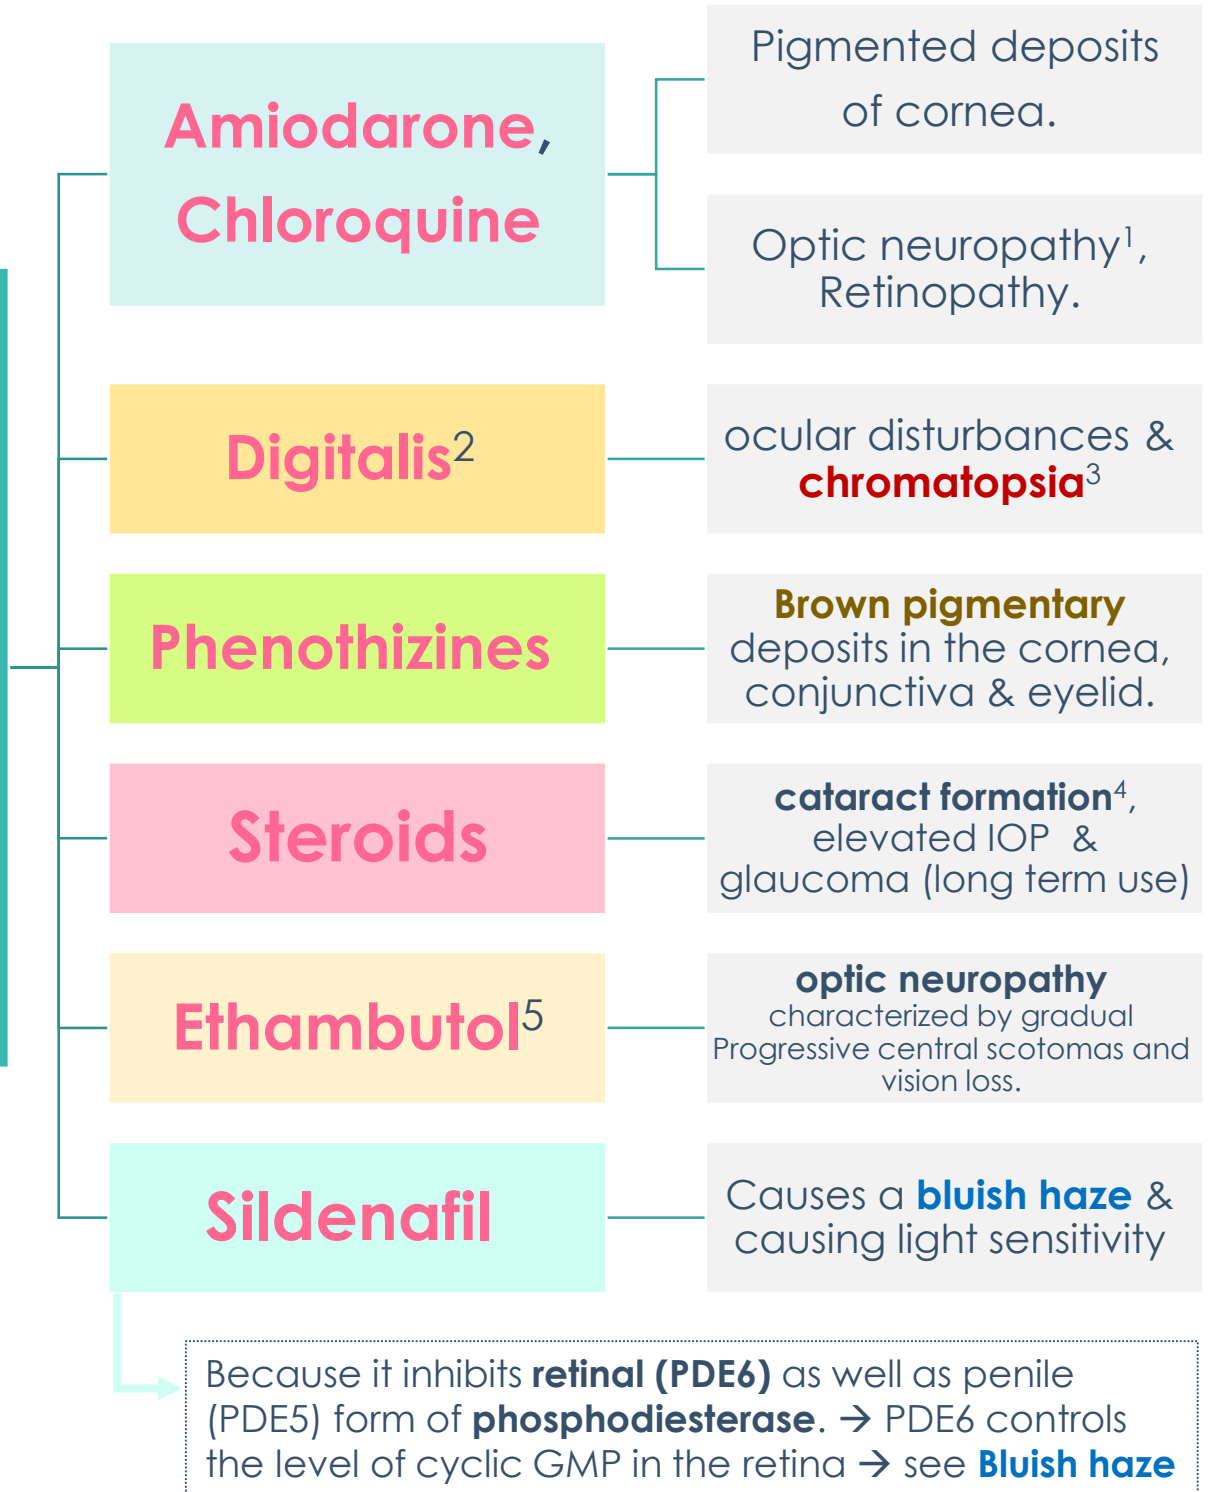 Amiodarone,
Chloroquine
Pigmented deposits
of cornea.
Optic neuropathy¹,
Retinopathy.
Digitalis²
ocular disturbances &
chromatopsia³
Phenothizines
Brown pigmentary
deposits in the cornea,
conjunctiva & eyelid.
Steroids
cataract formation⁴,
elevated IOP &
glaucoma (long term use)
Ethambutol⁵
optic neuropathy
characterized by gradual
Progressive central scotomas and
vision loss.
Sildenafil
Causes a bluish haze &
causing light sensitivity
Because it inhibits retinal (PDE6) as well as penile
(PDE5) form of phosphodiesterase. → PDE6 controls
the level of cyclic GMP in the retina → see Bluish haze